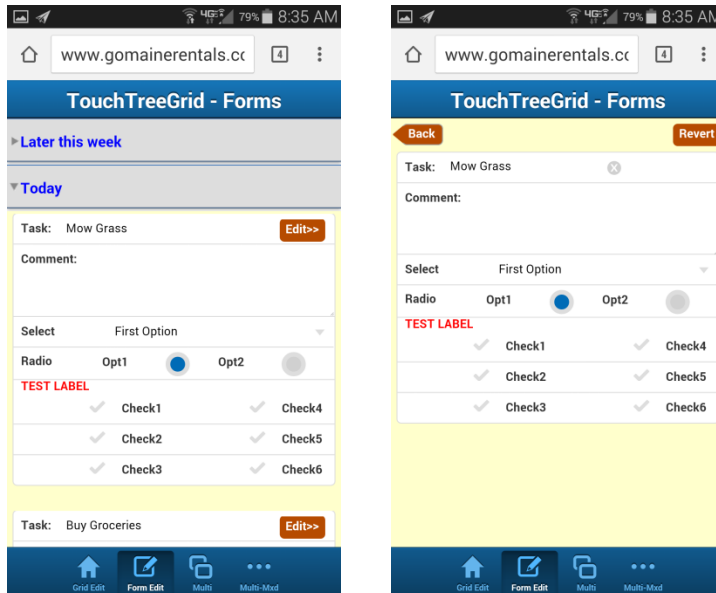 4G 79% 8:35 AM
www.gomainerentals.cc 4
TouchTreeGrid - Forms
Later this week
Today
Task: Mow Grass Edit>>
Comment:
Select First Option
Radio Opt1 Opt2
TEST LABEL
Check1 Check4
Check2 Check5
Check3 Check6
Task: Buy Groceries Edit>>
Grid Edit Form Edit Multi Multi-Mxd
4G 79% 8:35 AM
www.gomainerentals.cc 4
TouchTreeGrid - Forms
Back Revert
Task: Mow Grass
Comment:
Select First Option
Radio Opt1 Opt2
TEST LABEL
Check1 Check4
Check2 Check5
Check3 Check6
Grid Edit Form Edit Multi Multi-Mxd